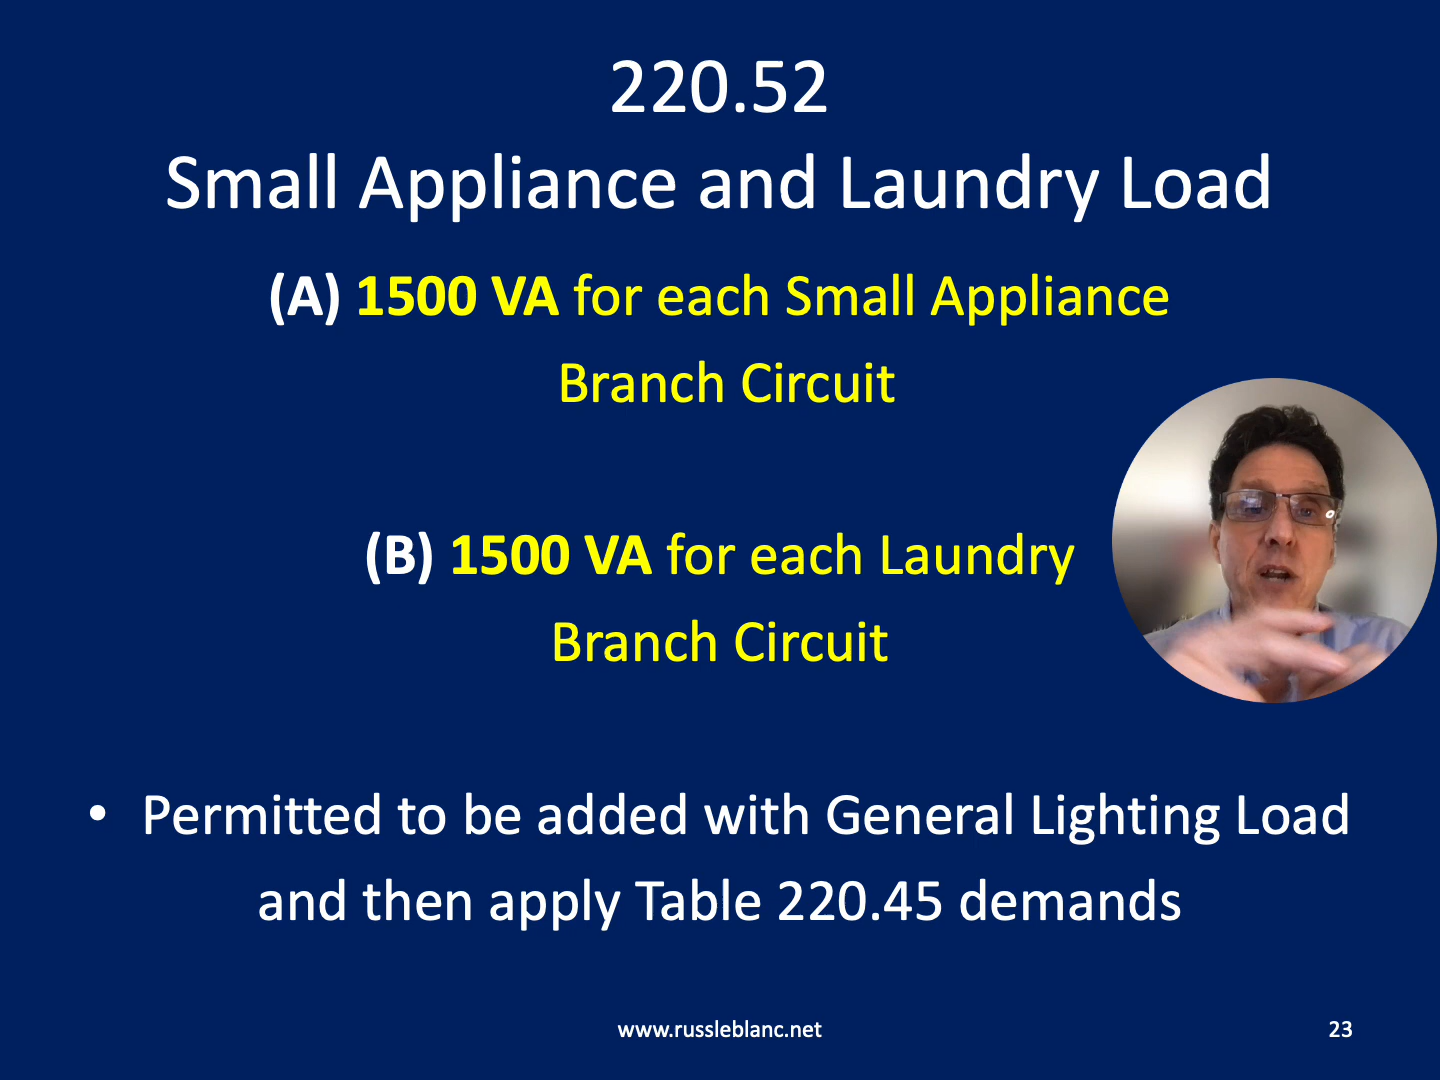 220.52
Small Appliance and Laundry Load
(A) 1500 VA for each Small Appliance
Branch Circuit
(B) 1500 VA for each Laundry
Branch Circuit
• Permitted to be added with General Lighting Load
and then apply Table 220.45 demands
www.russleblanc.net
23